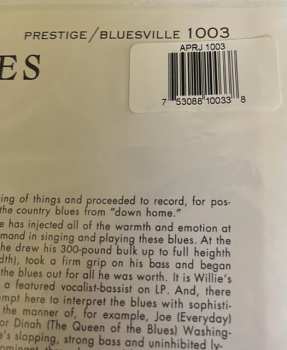 PRESTIGE/BLUESVILLE 1003
ES
APRJ 1003
7 53088 10033 8
ing of things and proceeded to record, for pos-
the country blues from "down home."
e has injected all of the warmth and emotion at
mand in singing and playing these blues. At the
he drew his 300-pound bulk up to full heighth
dth), took a firm grip on his bass and began
the blues out for all he was worth. It is Willie's
a featured vocalist-bassist on LP. And, there
empt here to interpret the blues with sophisti-
the manner of, for example, Joe (Everyday)
or Dinah (The Queen of the Blues) Washing-
's slapping, strong bass and uninhibited ly-